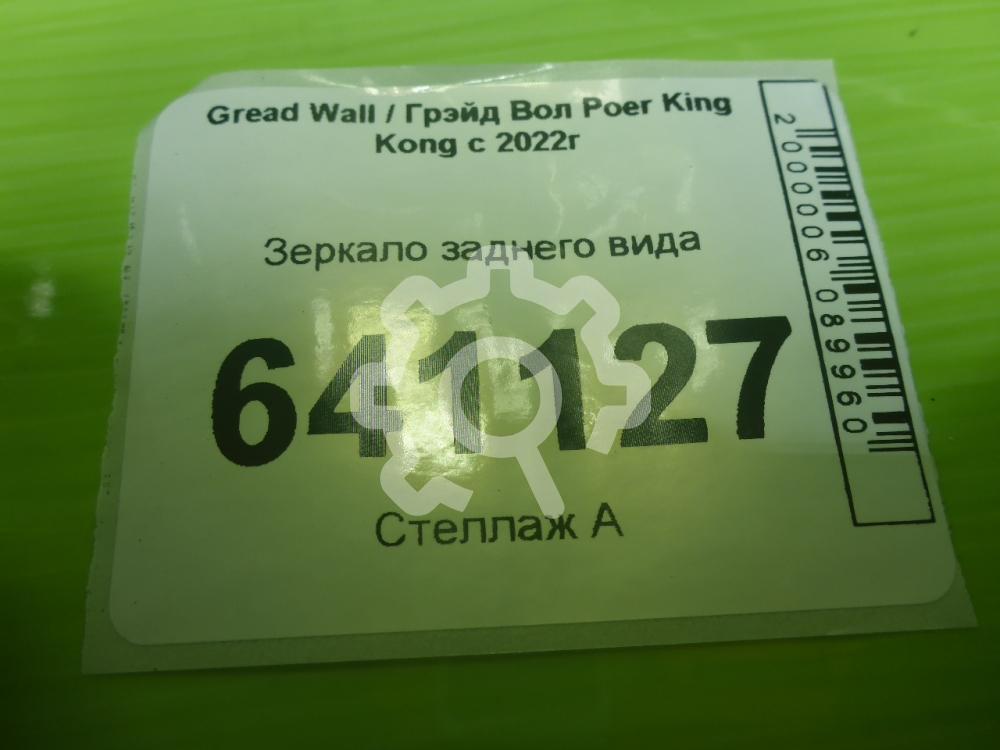 Gread Wall / Грэйд Вол Poer King
Kong с 2022г
Зеркало заднего вида
641127
Стеллаж А
2000006089960